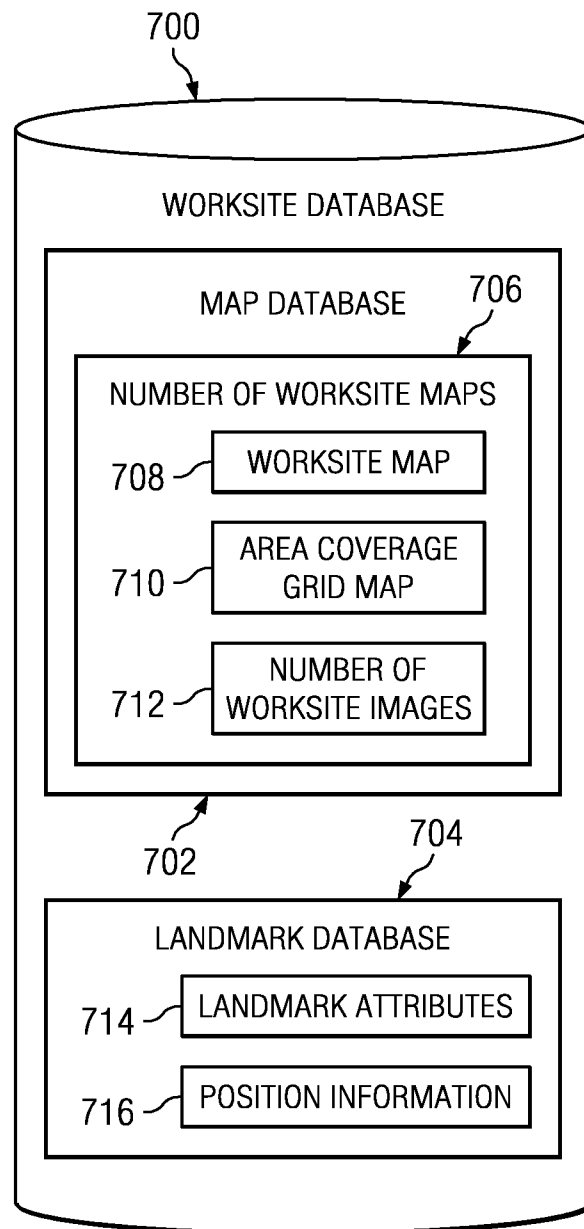 700
WORKSITE DATABASE
MAP DATABASE
706
NUMBER OF WORKSITE MAPS
708
WORKSITE MAP
710
AREA COVERAGE
GRID MAP
712
NUMBER OF
WORKSITE IMAGES
702
704
LANDMARK DATABASE
714
LANDMARK ATTRIBUTES
716
POSITION INFORMATION